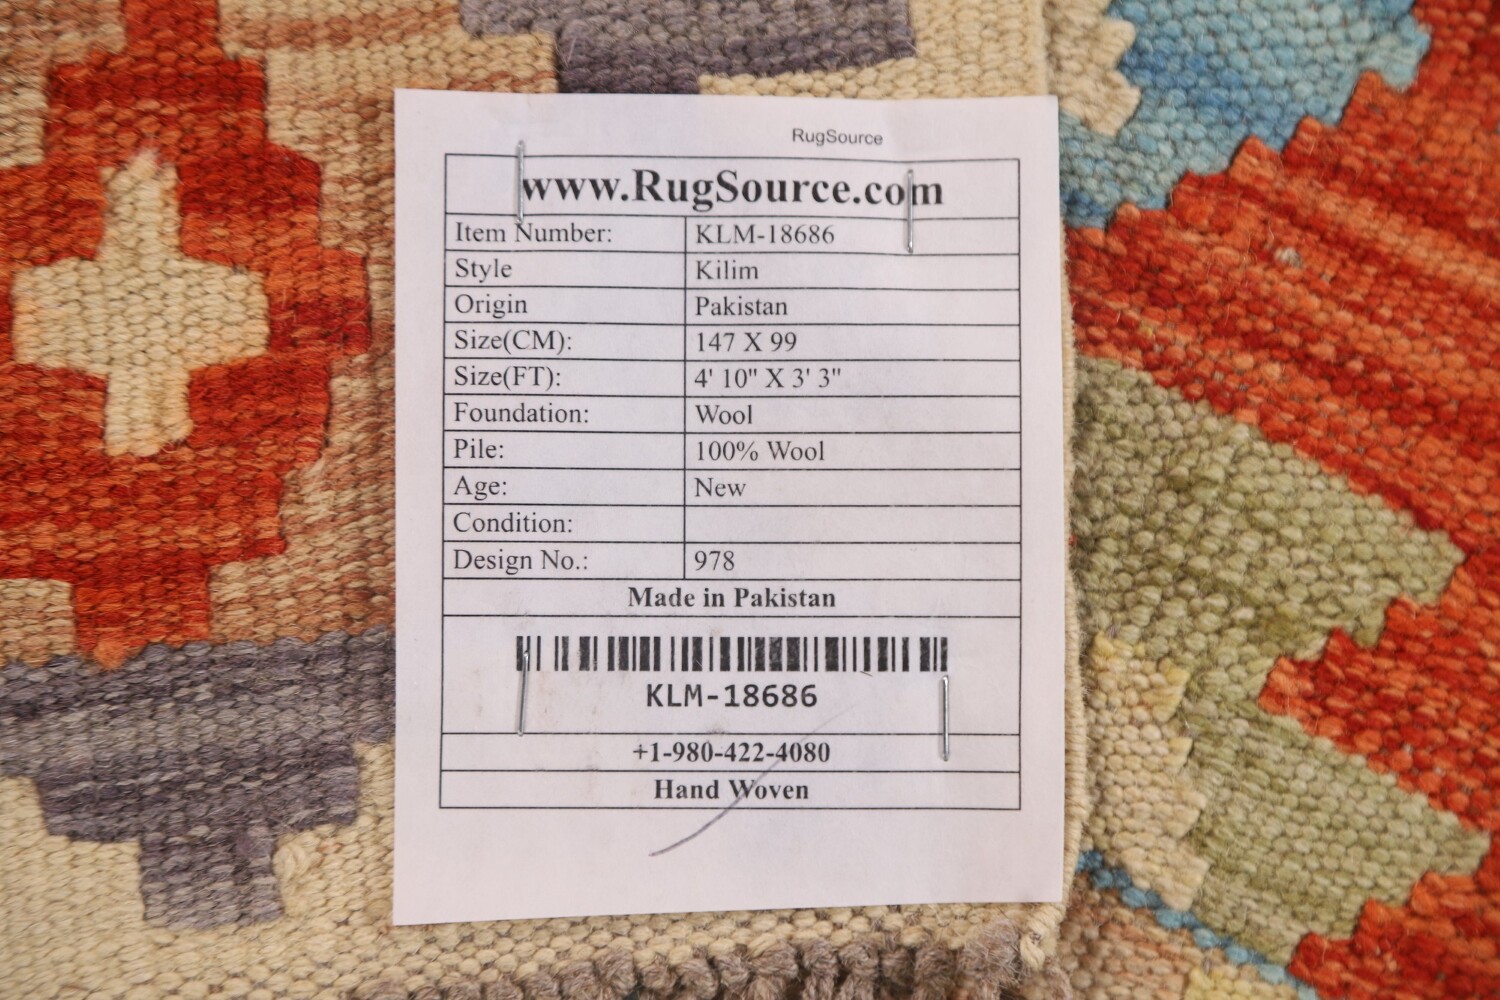 RugSource
www.RugSource.com
Item Number: KLM-18686
Style Kilim
Origin Pakistan
Size(CM): 147 X 99
Size(FT): 4' 10" X 3' 3"
Foundation: Wool
Pile: 100% Wool
Age: New
Condition:
Design No.: 978
Made in Pakistan
KLM-18686
+1-980-422-4080
Hand Woven